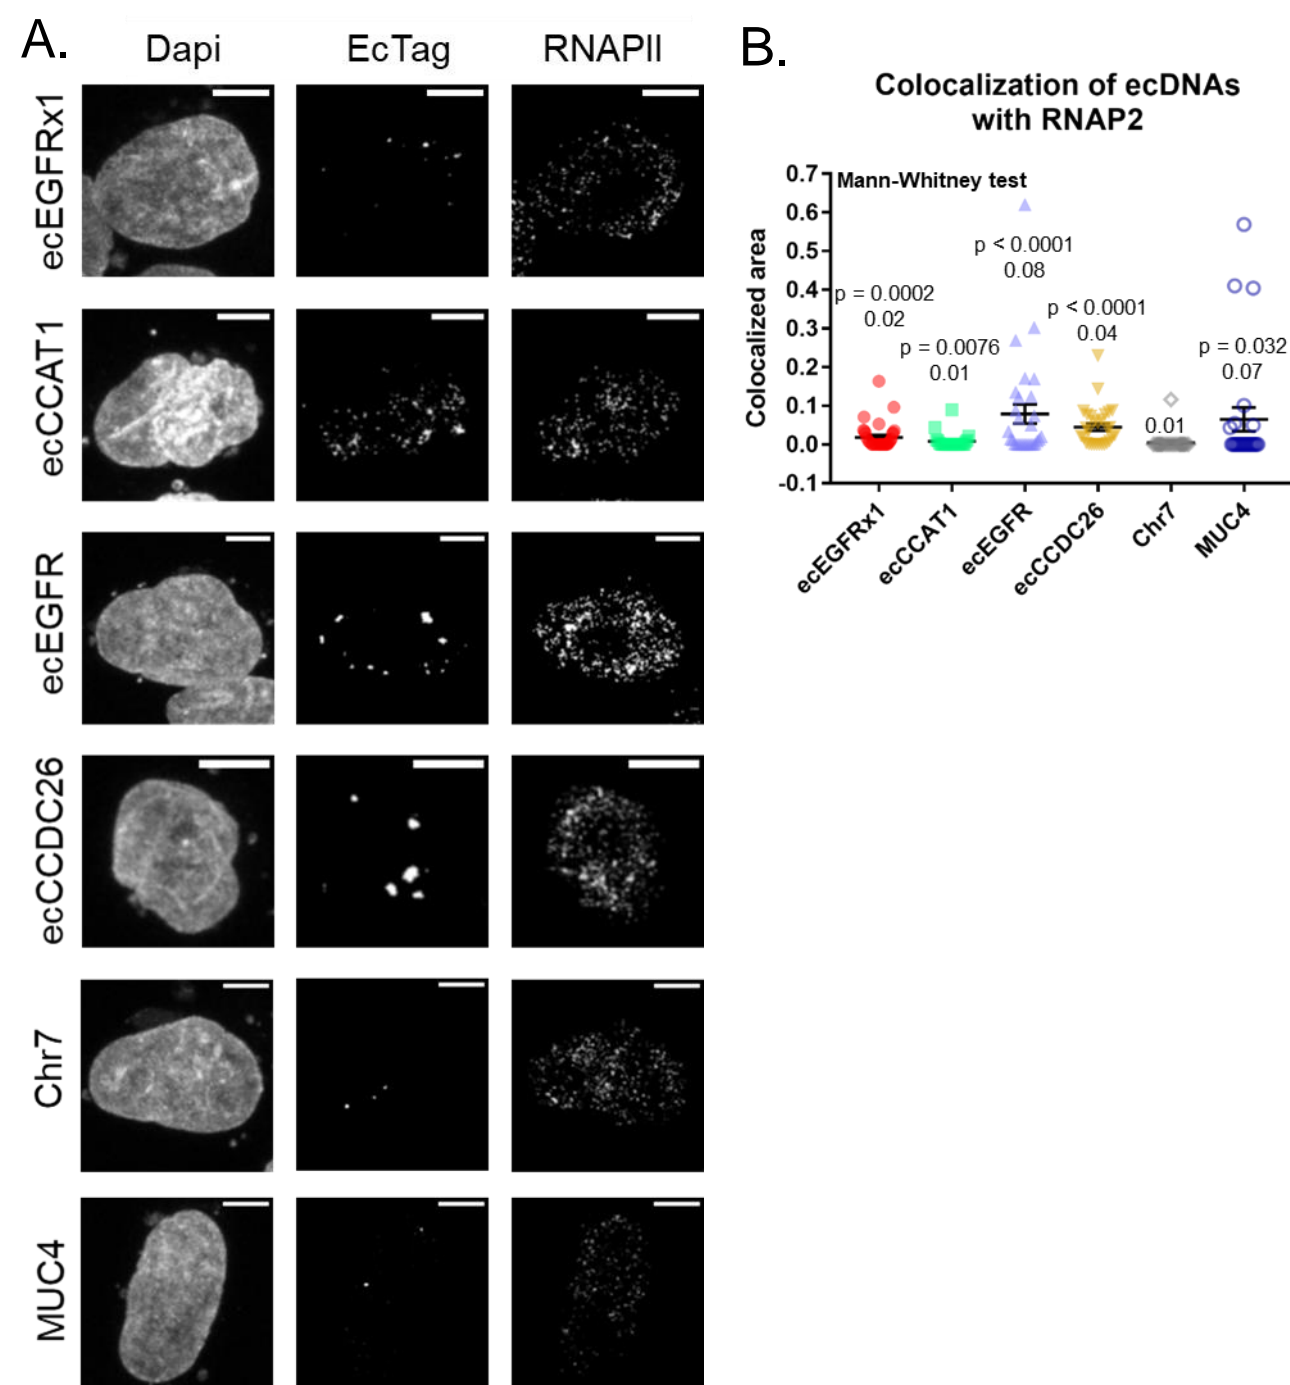 A.
Dapi
EcTag
RNAPII
ecEGFRx1
ecCCAT1
ecEGFR
ecCCDC26
Chr7
MUC4
B.
Colocalization of ecDNAs
with RNAP2
Mann-Whitney test
Colocalized area
0.7
0.6
0.5
0.4
0.3
0.2
0.1
0.0
-0.1
p = 0.0002
0.02
p = 0.0076
0.01
p < 0.0001
0.08
p < 0.0001
0.04
0.01
p = 0.032
0.07
ecEGFRx1
ecCCAT1
ecEGFR
ecCCDC26
Chr7
MUC4